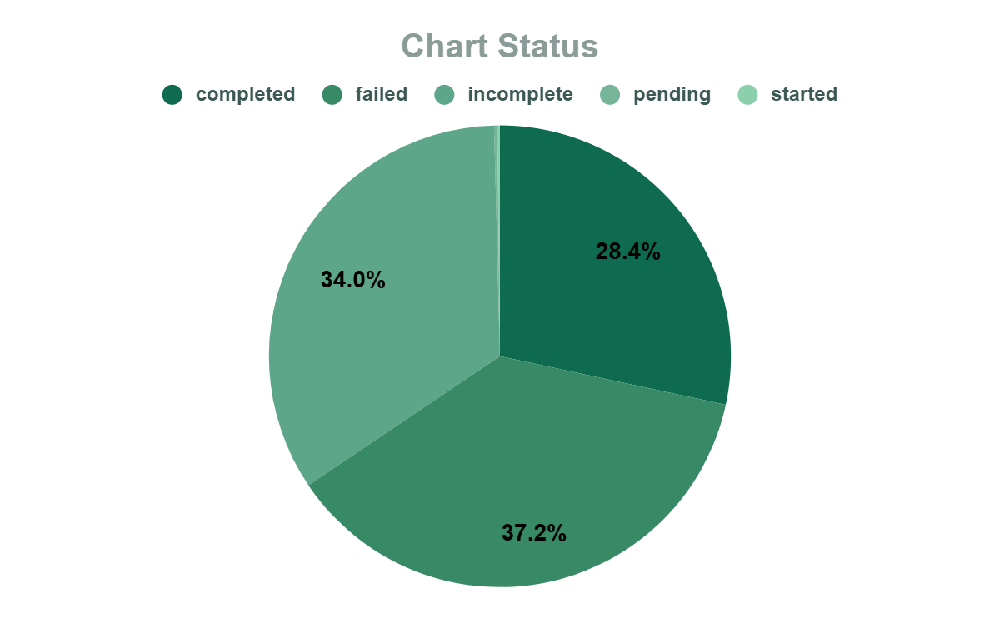 Chart Status
completed failed incomplete pending started
28.4%
34.0%
37.2%